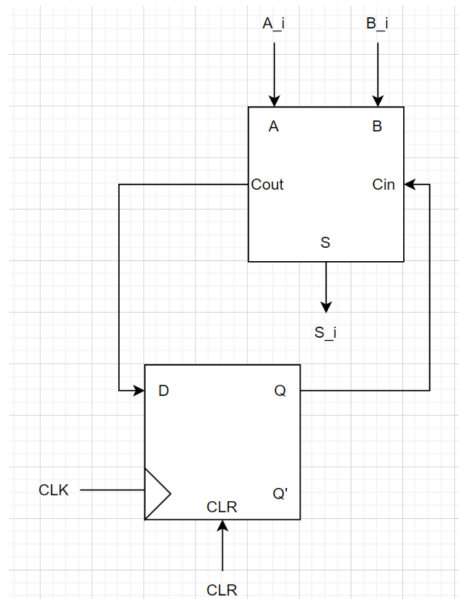 A_i B_i
A B
Cout Cin
S
S_i
D Q
CLK
Q'
CLR
CLR